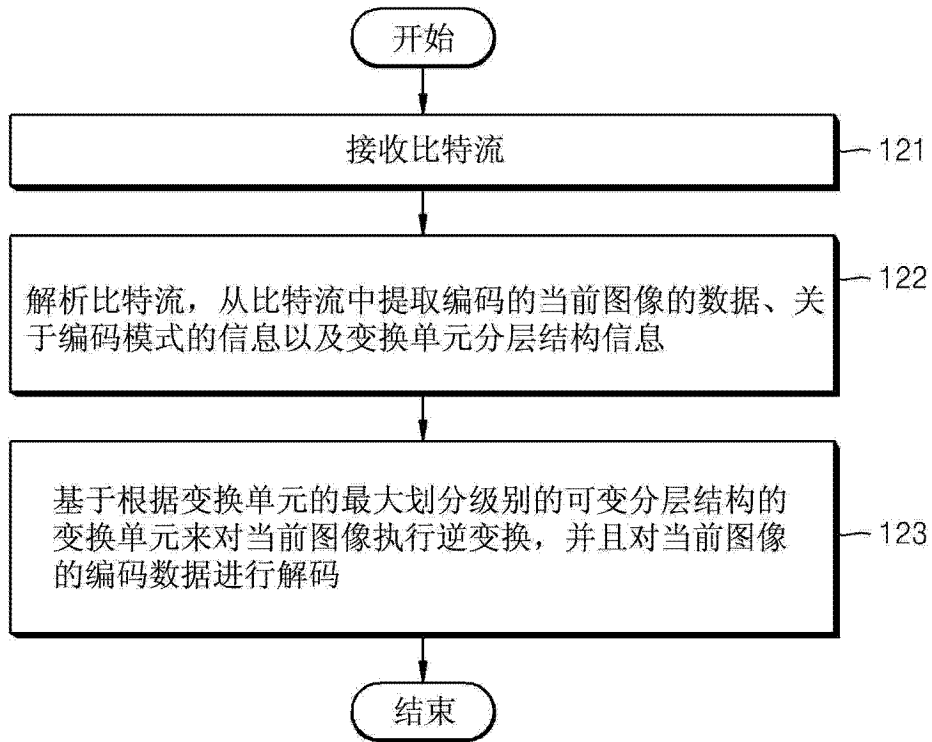 开始
接收比特流
121
解析比特流，从比特流中提取编码的当前图像的数据、关
于编码模式的信息以及变换单元分层结构信息
122
基于根据变换单元的最大划分级别的可变分层结构的
变换单元来对当前图像执行逆变换，并且对当前图像
的编码数据进行解码
123
结束